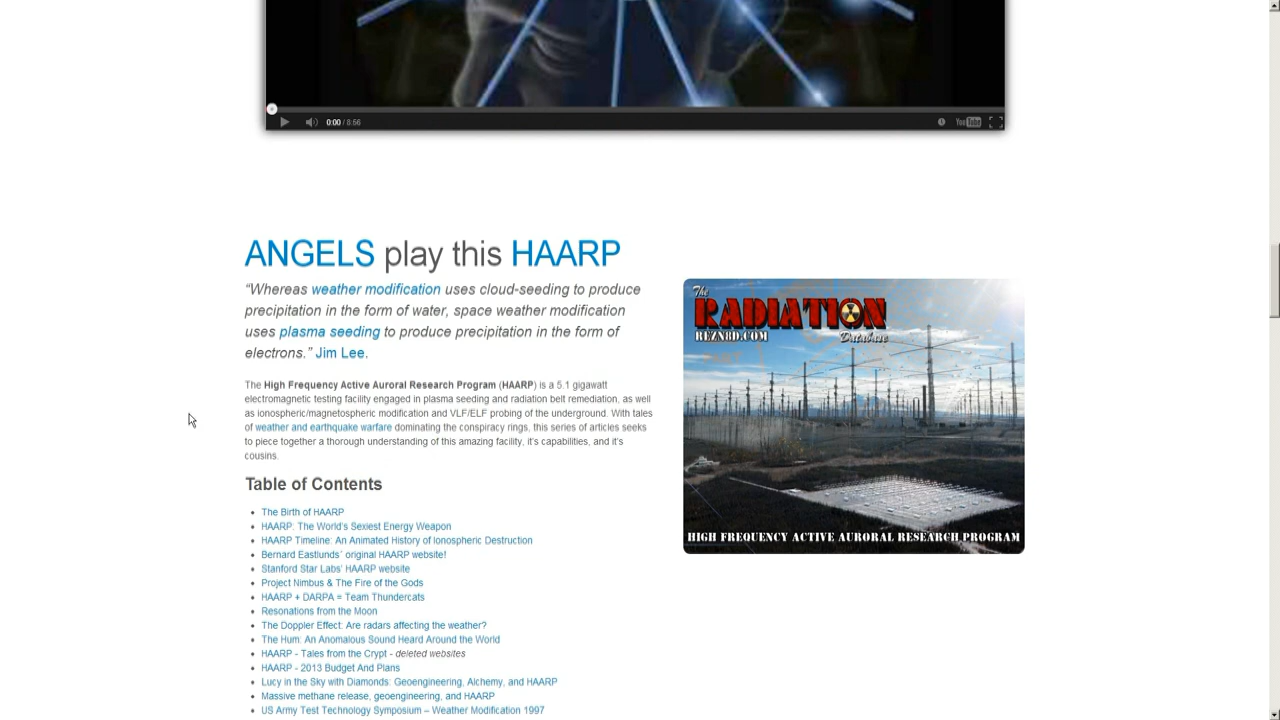 0:00 / 8:56
YouTube
ANGELS play this HAARP
“Whereas weather modification uses cloud-seeding to produce
precipitation in the form of water, space weather modification
uses plasma seeding to produce precipitation in the form of
electrons.” Jim Lee.
The High Frequency Active Auroral Research Program (HAARP) is a 5.1 gigawatt
electromagnetic testing facility engaged in plasma seeding and radiation belt remediation, as well
as ionospheric/magnetospheric modification and VLF/ELF probing of the underground. With tales
of weather and earthquake warfare dominating the conspiracy rings, this series of articles seeks
to piece together a thorough understanding of this amazing facility, it's capabilities, and it's
cousins.
The
RADIATION
REZN8D.COM
Database
HIGH FREQUENCY ACTIVE AURORAL RESEARCH PROGRAM
Table of Contents
The Birth of HAARP
HAARP: The World's Sexiest Energy Weapon
HAARP Timeline: An Animated History of Ionospheric Destruction
Bernard Eastlunds' original HAARP website!
Stanford Star Labs' HAARP website
Project Nimbus & The Fire of the Gods
HAARP + DARPA = Team Thundercats
Resonations from the Moon
The Doppler Effect: Are radars affecting the weather?
The Hum: An Anomalous Sound Heard Around the World
HAARP - Tales from the Crypt - deleted websites
HAARP - 2013 Budget And Plans
Lucy in the Sky with Diamonds: Geoengineering, Alchemy, and HAARP
Massive methane release, geoengineering, and HAARP
US Army Test Technology Symposium – Weather Modification 1997